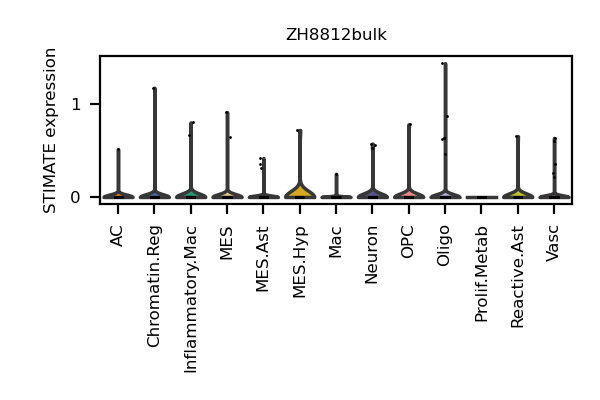 ZH8812bulk
STIMATE expression
1
0
AC
Chromatin.Reg
Inflammatory.Mac
MES
MES.Ast
MES.Hyp
Mac
Neuron
OPC
Oligo
Prolif.Metab
Reactive.Ast
Vasc